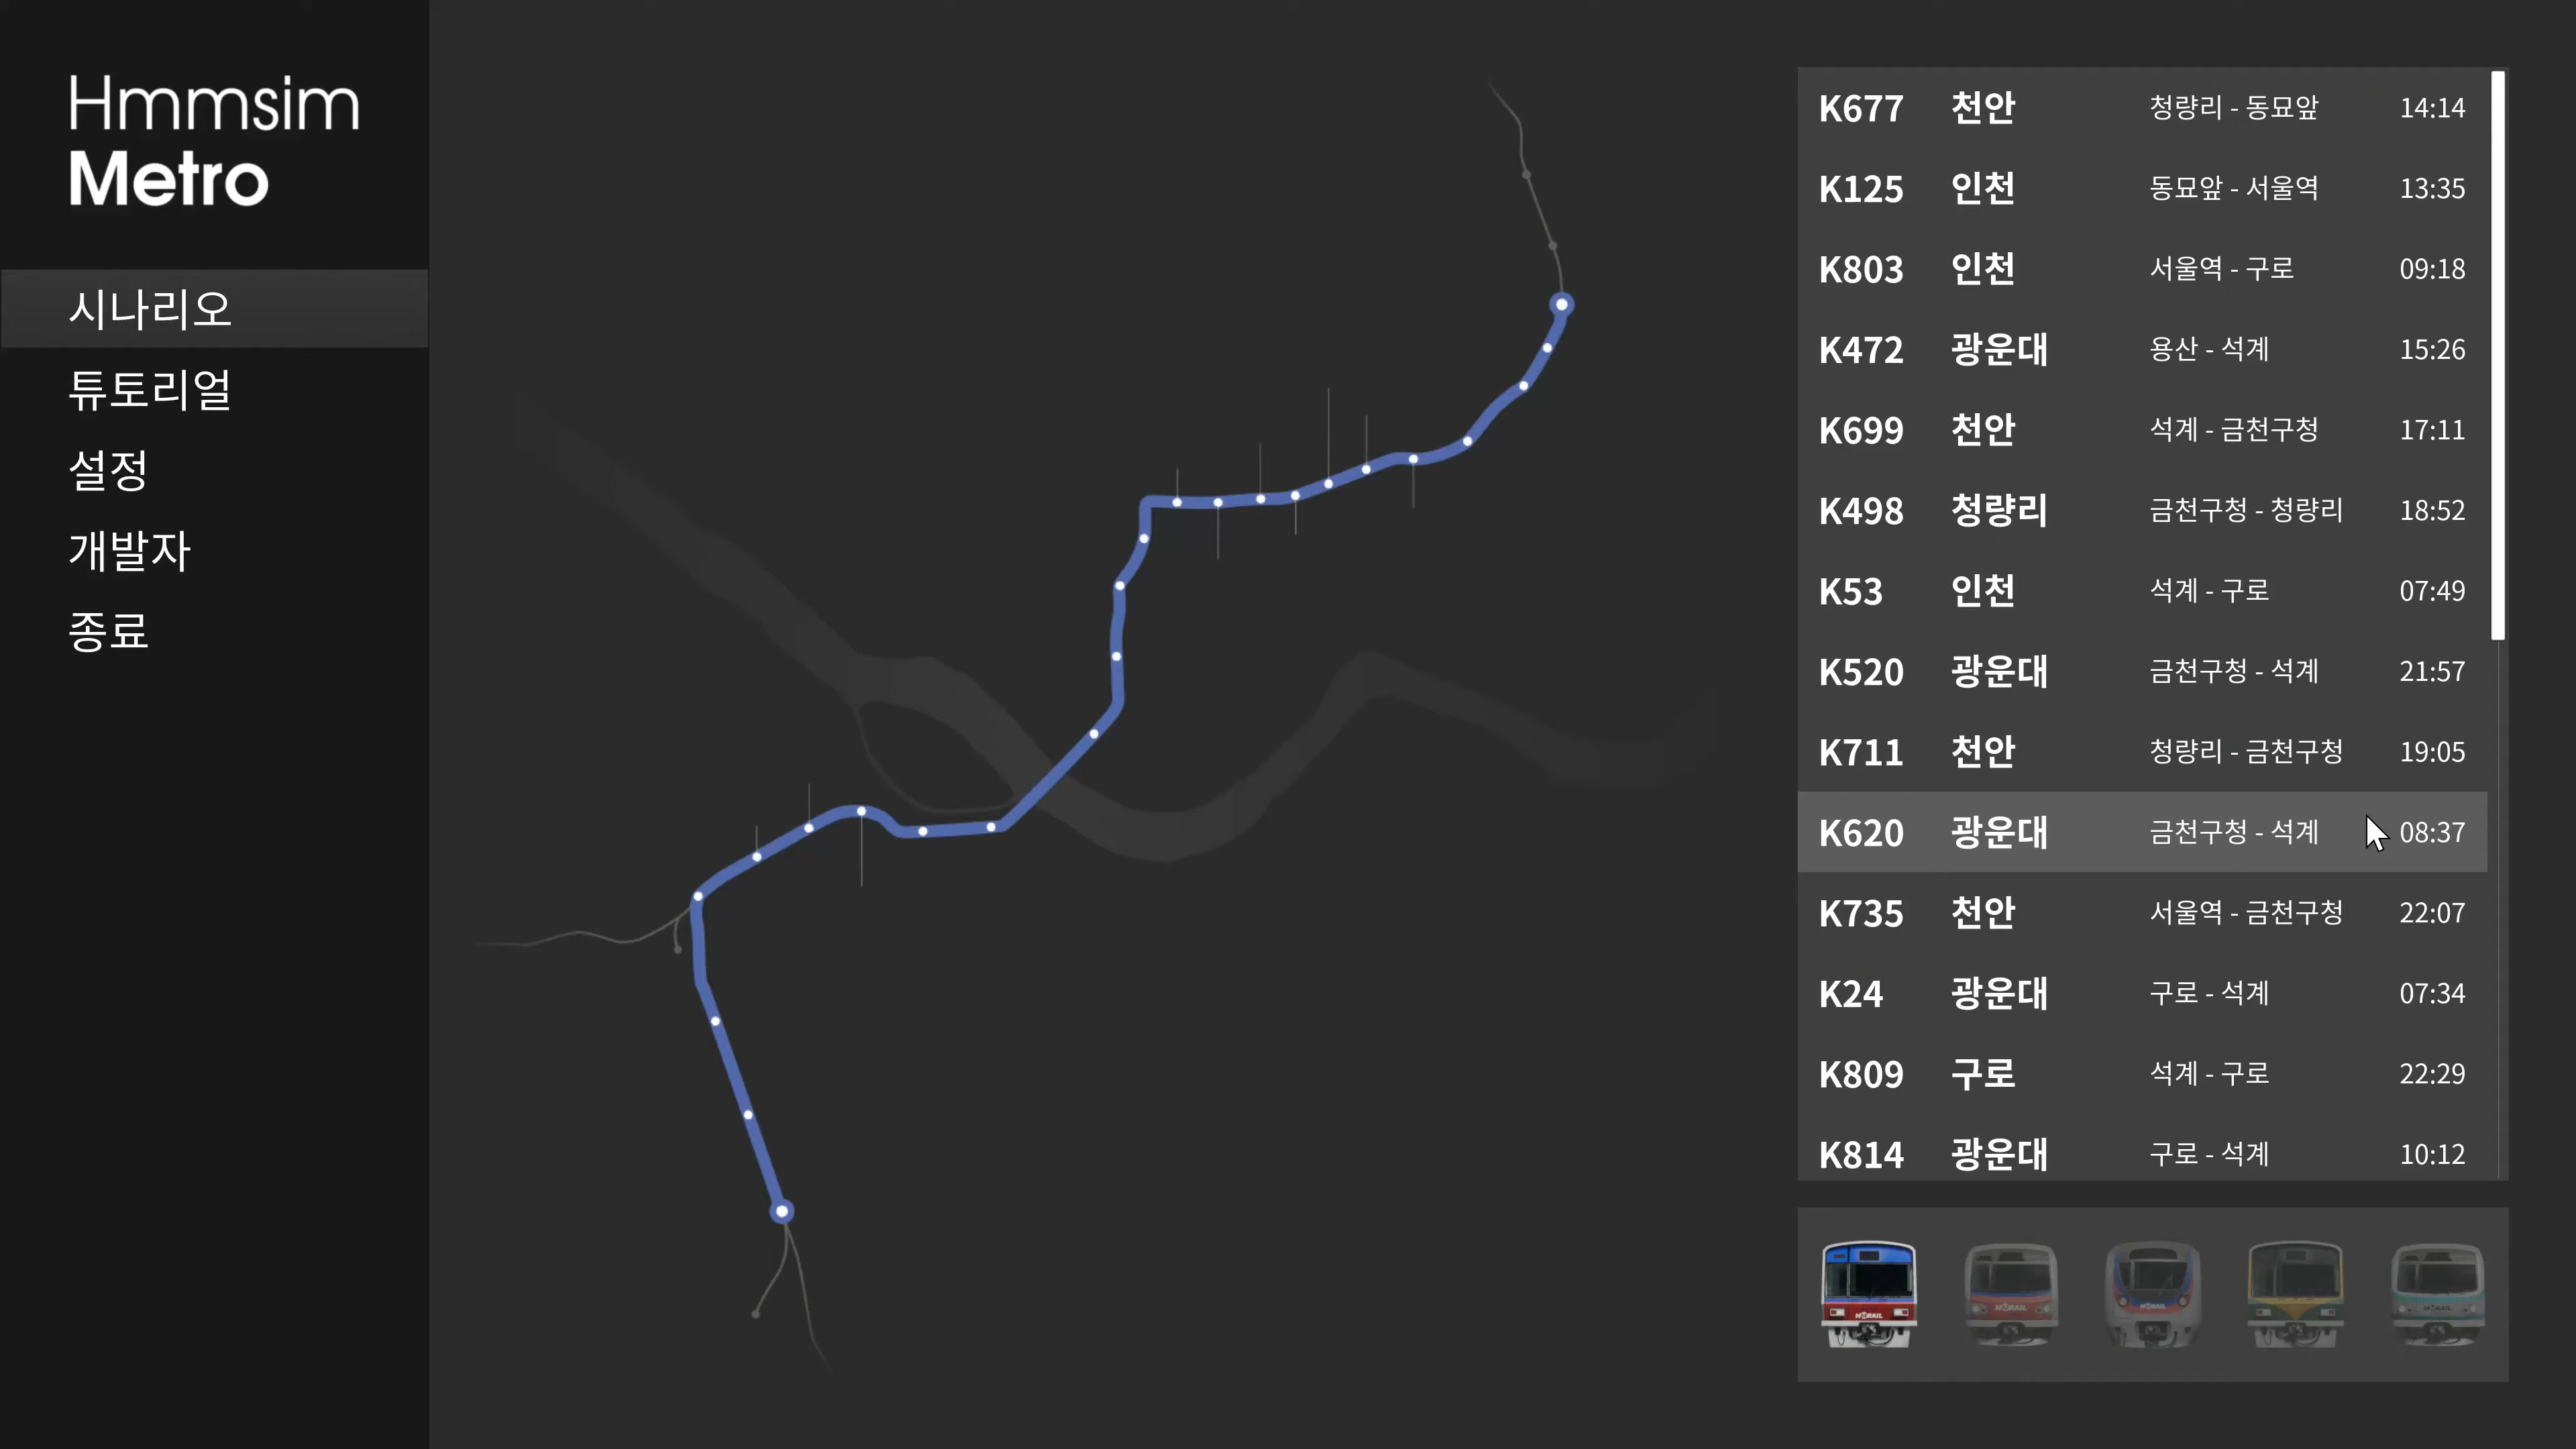 Hmmsim
Metro
시나리오
튜토리얼
설정
개발자
종료
K677 천안 청량리 - 동묘앞 14:14
K125 인천 동묘앞 - 서울역 13:35
K803 인천 서울역 - 구로 09:18
K472 광운대 용산 - 석계 15:26
K699 천안 석계 - 금천구청 17:11
K498 청량리 금천구청 - 청량리 18:52
K53 인천 석계 - 구로 07:49
K520 광운대 금천구청 - 석계 21:57
K711 천안 청량리 - 금천구청 19:05
K620 광운대 금천구청 - 석계 08:37
K735 천안 서울역 - 금천구청 22:07
K24 광운대 구로 - 석계 07:34
K809 구로 석계 - 구로 22:29
K814 광운대 구로 - 석계 10:12